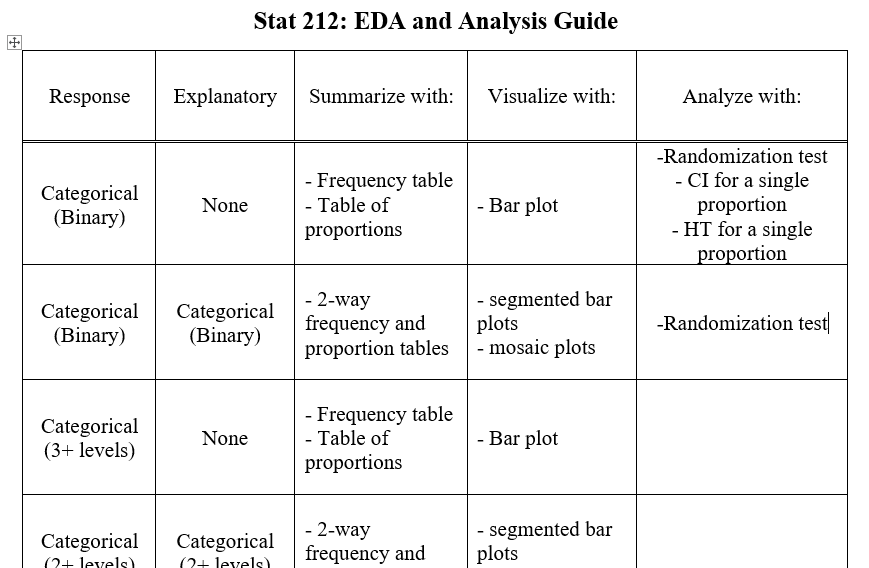 Stat 212: EDA and Analysis Guide
Response
Explanatory
Summarize with:
Visualize with:
Analyze with:
Categorical
(Binary)
None
- Frequency table
- Table of
proportions
- Bar plot
-Randomization test
- CI for a single
proportion
- HT for a single
proportion
Categorical
(Binary)
Categorical
(Binary)
- 2-way
frequency and
proportion tables
- segmented bar
plots
- mosaic plots
-Randomization test
Categorical
(3+ levels)
None
- Frequency table
- Table of
proportions
- Bar plot
Categorical
(2+ levels)
Categorical
(2+ levels)
- 2-way
frequency and
- segmented bar
plots